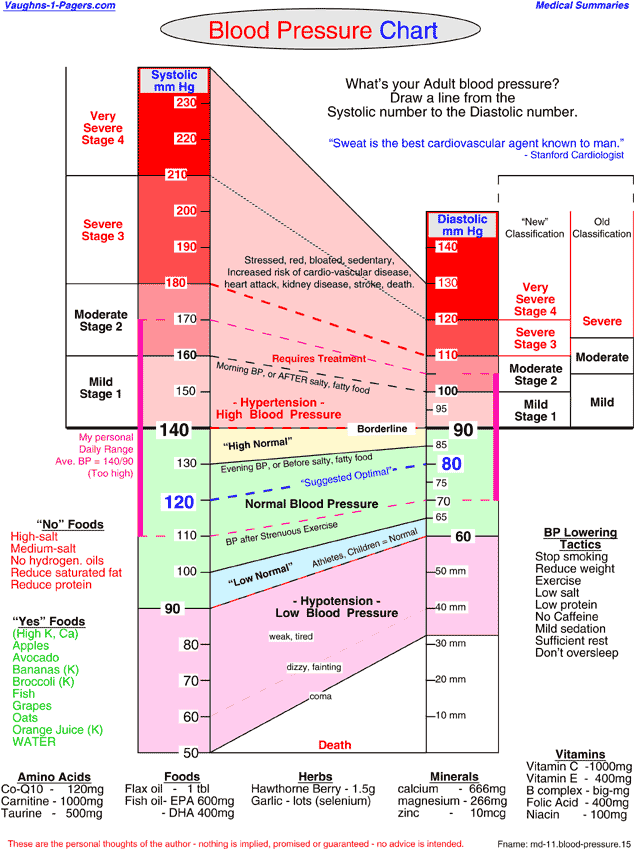 Vaughns-1-Pagers.com
Medical Summaries
Blood Pressure Chart
What's your Adult blood pressure?
Draw a line from the
Systolic number to the Diastolic number.
“Sweat is the best cardiovascular agent known to man.”
- Stanford Cardiologist
Systolic
mm Hg
230
220
210
200
190
180
170
160
150
140
130
120
110
100
90
80
70
60
50
Very
Severe
Stage 4
Severe
Stage 3
Moderate
Stage 2
Mild
Stage 1
My personal
Daily Range
Ave. BP = 140/90
(Too high)
Stressed, red, bloated, sedentary,
Increased risk of cardio-vascular disease,
heart attack, kidney disease, stroke, death.
Requires Treatment
Morning BP, or AFTER salty, fatty food
- Hypertension -
High Blood Pressure
Borderline
“High Normal”
Evening BP, or Before salty, fatty food
“Suggested Optimal”
Normal Blood Pressure
BP after Strenuous Exercise
“Low Normal”
Athletes, Children = Normal
- Hypotension -
Low Blood Pressure
weak, tired
dizzy, fainting
coma
Death
Diastolic
mm Hg
140
130
120
110
100
95
90
85
80
75
70
65
60
50 mm
40 mm
30 mm
20 mm
10 mm
“New”
Classification
Old
Classification
Very
Severe
Stage 4
Severe
Stage 3
Moderate
Stage 2
Mild
Stage 1
Severe
Moderate
Mild
“No” Foods
High-salt
Medium-salt
No hydrogen. oils
Reduce saturated fat
Reduce protein
“Yes” Foods
(High K, Ca)
Apples
Avocado
Bananas (K)
Broccoli (K)
Fish
Grapes
Oats
Orange Juice (K)
WATER
BP Lowering
Tactics
Stop smoking
Reduce weight
Exercise
Low salt
Low protein
No Caffeine
Mild sedation
Sufficient rest
Don't oversleep
Amino Acids
Co-Q10 - 120mg
Carnitine - 1000mg
Taurine - 500mg
Foods
Flax oil - 1 tbl
Fish oil- EPA 600mg
- DHA 400mg
Herbs
Hawthorne Berry - 1.5g
Garlic - lots (selenium)
Minerals
calcium - 666mg
magnesium - 266mg
zinc - 10mcg
Vitamins
Vitamin C -1000mg
Vitamin E - 400mg
B complex - big-mg
Folic Acid - 400mg
Niacin - 100mg
These are the personal thoughts of the author - nothing is implied, promised or guaranteed - no advice is intended.
Fname: md-11.blood-pressure.15